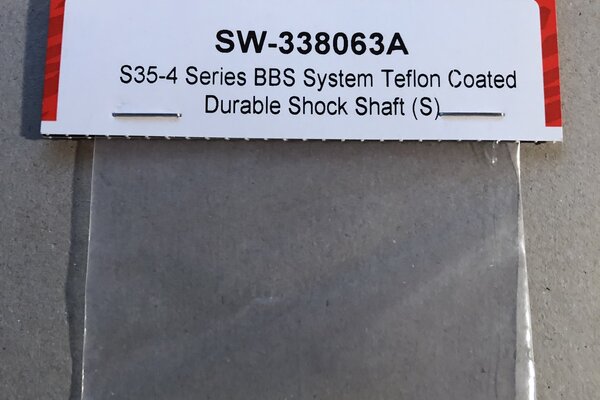 SW-338063A
S35-4 Series BBS System Teflon Coated
Durable Shock Shaft (S)